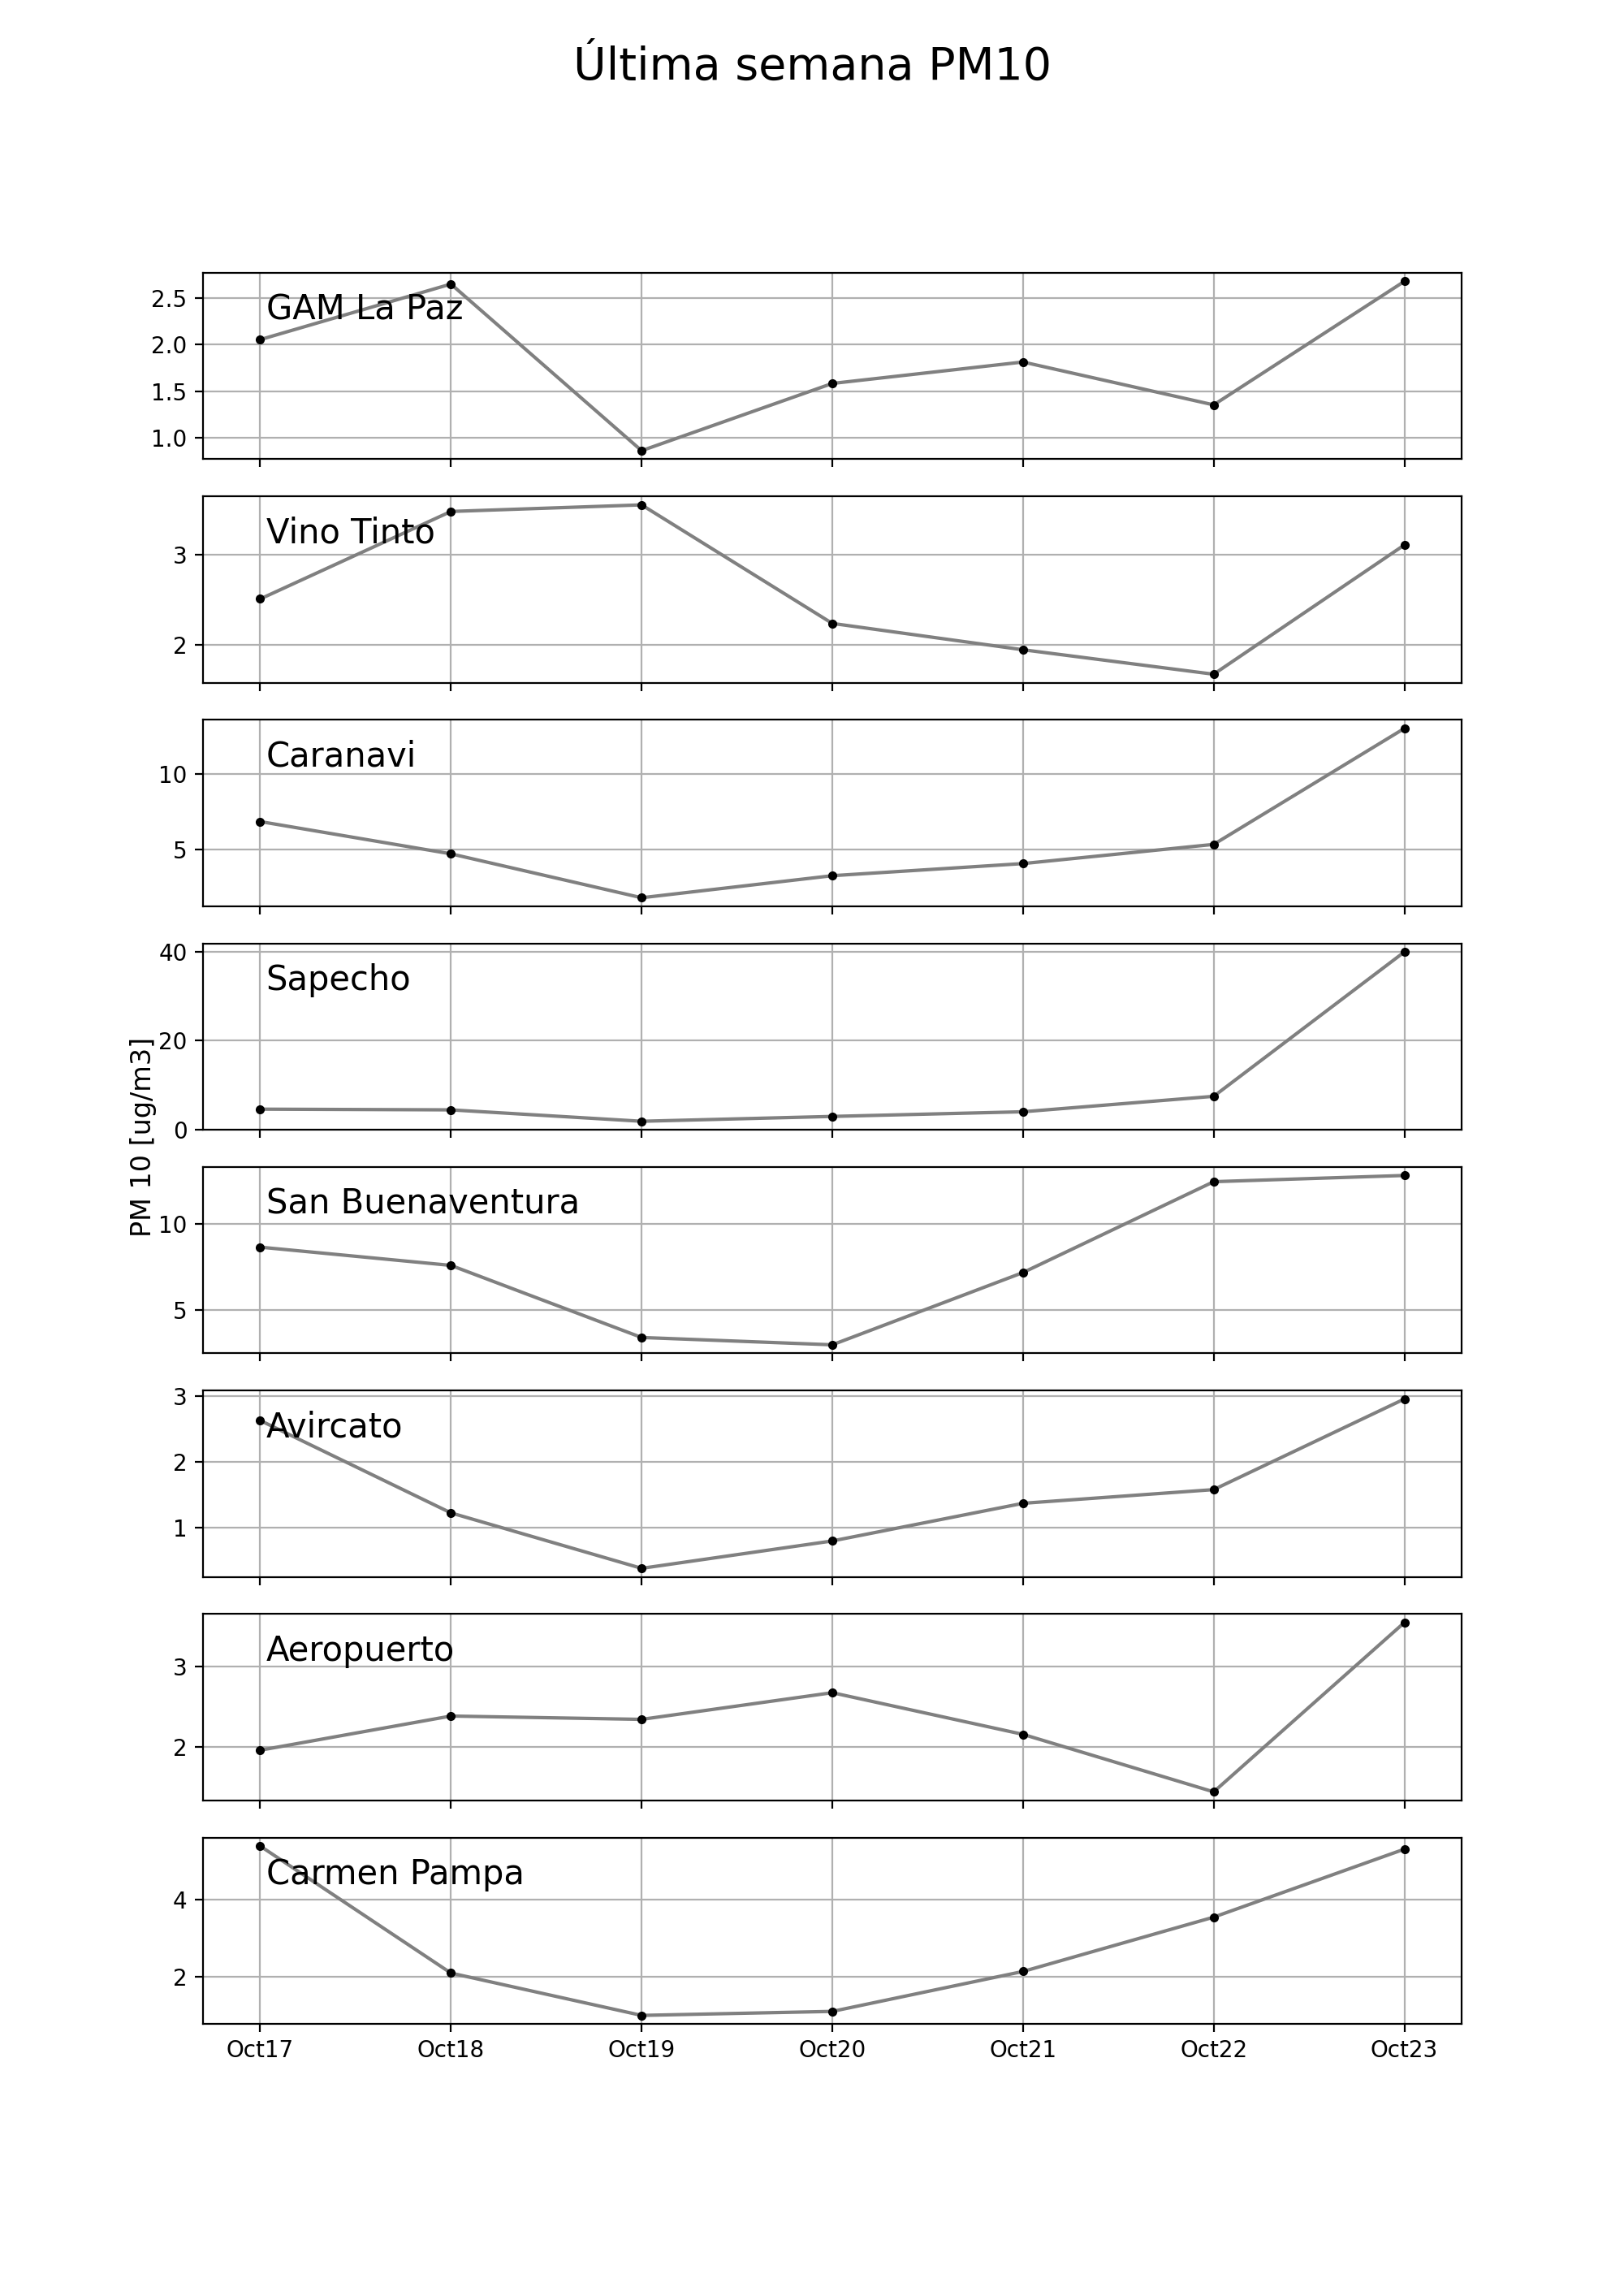 Última semana PM10
GAM La Paz
2.5
2.0
1.5
1.0
Vino Tinto
3
2
Caranavi
10
5
Sapecho
40
20
0
PM 10 [ug/m3]
San Buenaventura
10
5
Avircato
3
2
1
Aeropuerto
3
2
Carmen Pampa
4
2
Oct17 Oct18 Oct19 Oct20 Oct21 Oct22 Oct23